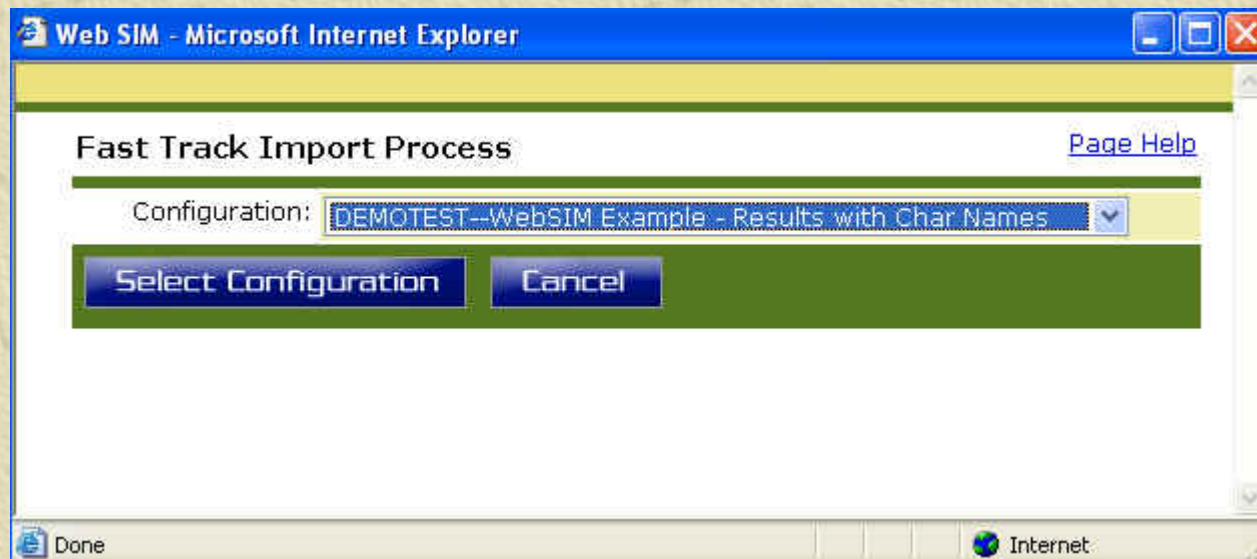 Web SIM - Microsoft Internet Explorer
Fast Track Import Process
Page Help
Configuration: DEMOTEST--WebSIM Example - Results with Char Names
Select Configuration Cancel
Done Internet